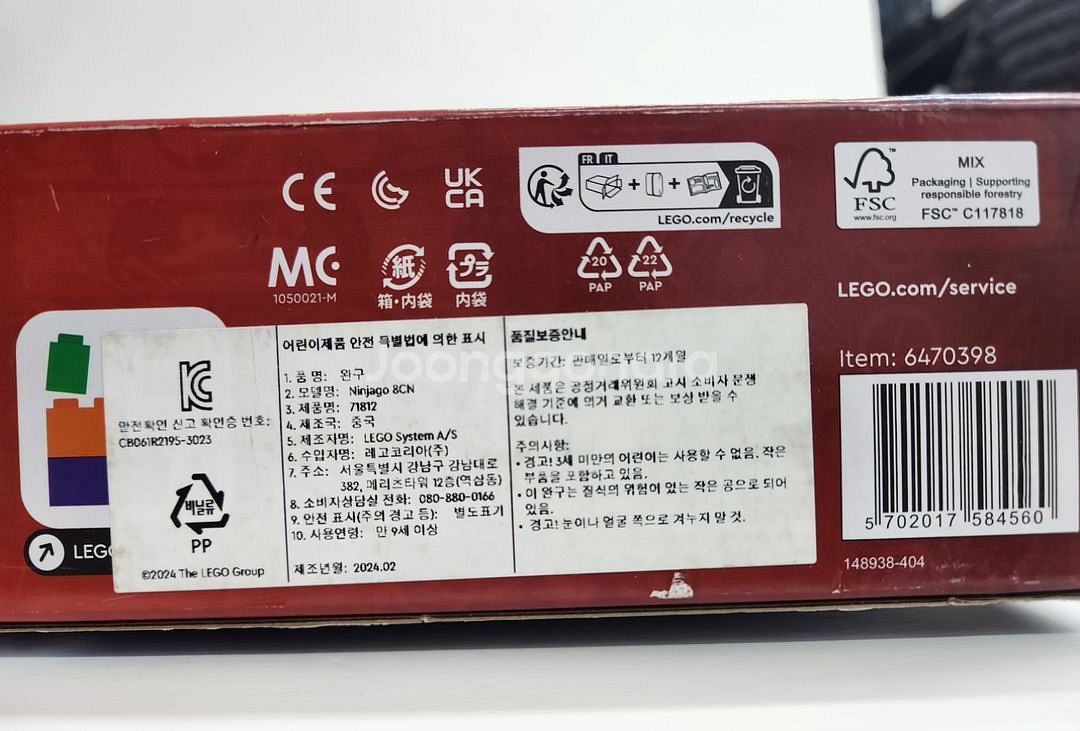 CE
UK
CA
FR IT
LEGO.com/recycle
FSC
www.fsc.org
MIX
Packaging | Supporting
responsible forestry
FSC™ C117818
MC
1050021-M
紙
箱・内袋
プラ
内袋
20
PAP
22
PAP
LEGO.com/service
Item: 6470398
5 702017 584560
148938-404
LEGO
안전확인 신고 확인증 번호:
CB061R2195-3023
비닐류
PP
©2024 The LEGO Group
어린이제품 안전 특별법에 의한 표시
1. 품 명: 완구
2. 모델명: Ninjago 8CN
3. 제품명: 71812
4. 제조국: 중국
5. 제조자명: LEGO System A/S
6. 수입자명: 레고코리아(주)
7. 주소: 서울특별시 강남구 강남대로
382, 메리츠타워 12층(역삼동)
8. 소비자상담실 전화: 080-880-0166
9. 안전 표시(주의 경고 등): 별도표기
10. 사용연령: 만 9세 이상
제조년월: 2024.02
품질보증안내
보증기간: 판매일로부터 12개월
본 제품은 공정거래위원회 고시 소비자 분쟁
해결 기준에 의거 교환 또는 보상 받을 수
있습니다.
주의사항:
• 경고! 3세 미만의 어린이는 사용할 수 없음. 작은
부품을 포함하고 있음.
• 이 완구는 질식의 위험이 있는 작은 공으로 되어
있음.
• 경고! 눈이나 얼굴 쪽으로 겨누지 말 것.
Joongna